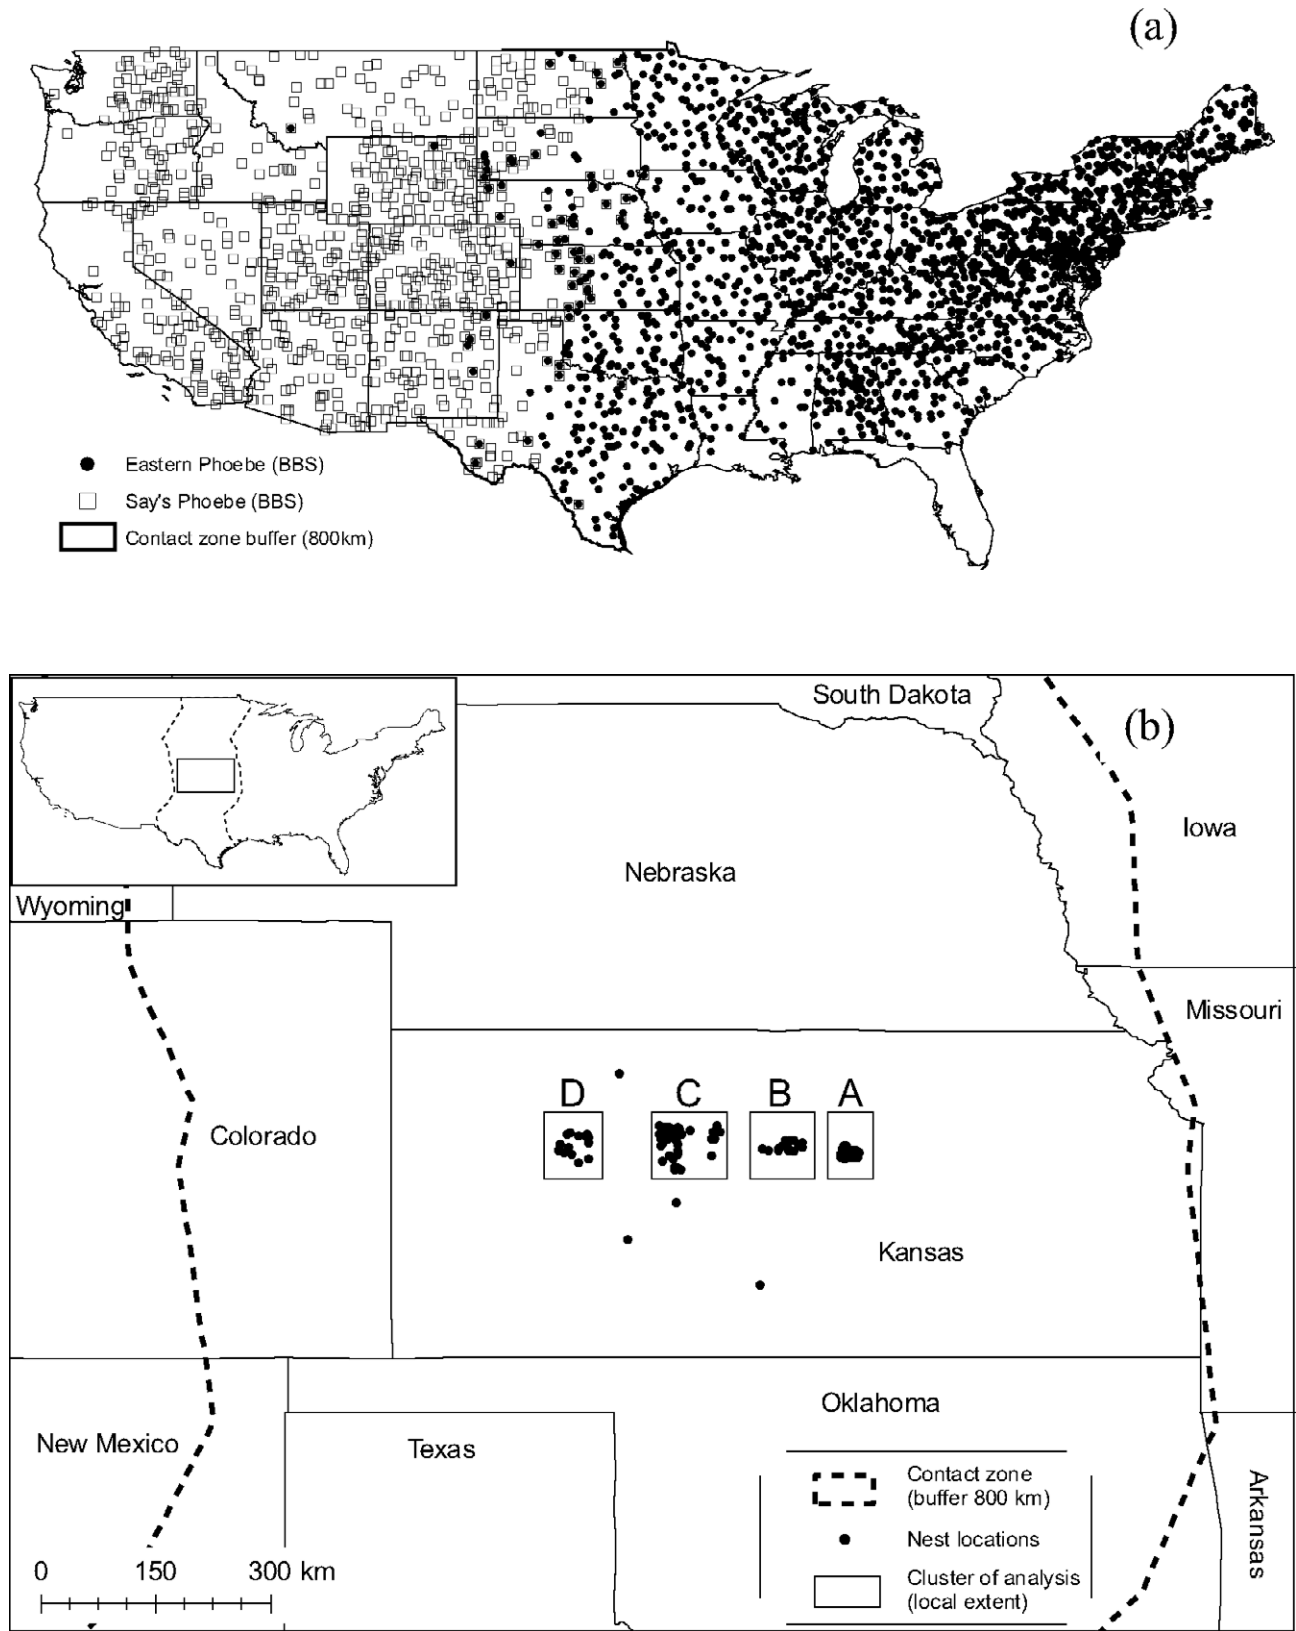 (a)
Eastern Phoebe (BBS)
Say's Phoebe (BBS)
Contact zone buffer (800km)
South Dakota
(b)
Iowa
Nebraska
Wyoming
Missouri
D
C
B
A
Colorado
Kansas
Oklahoma
New Mexico
Texas
Arkansas
Contact zone
(buffer 800 km)
Nest locations
Cluster of analysis
(local extent)
0 150 300 km